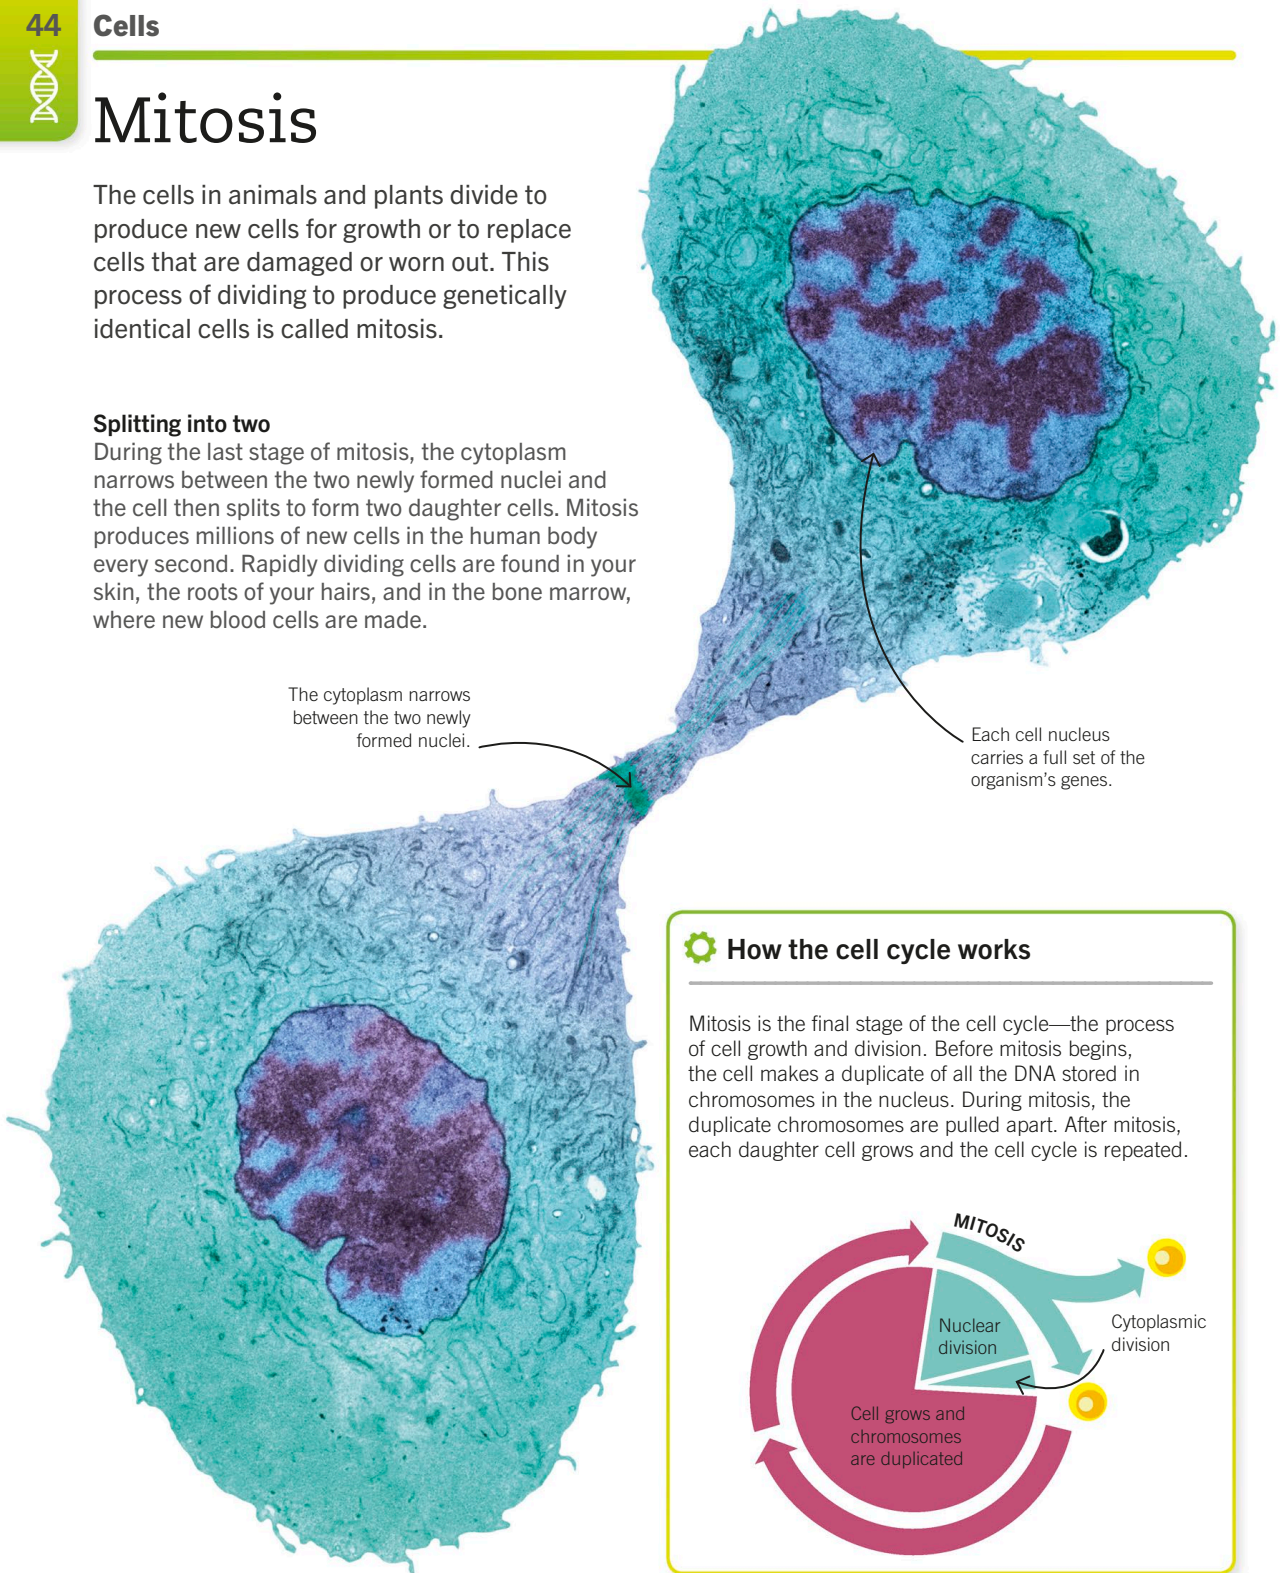 44
Cells
Mitosis
The cells in animals and plants divide to
produce new cells for growth or to replace
cells that are damaged or worn out. This
process of dividing to produce genetically
identical cells is called mitosis.
Splitting into two
During the last stage of mitosis, the cytoplasm
narrows between the two newly formed nuclei and
the cell then splits to form two daughter cells. Mitosis
produces millions of new cells in the human body
every second. Rapidly dividing cells are found in your
skin, the roots of your hairs, and in the bone marrow,
where new blood cells are made.
The cytoplasm narrows
between the two newly
formed nuclei.
Each cell nucleus
carries a full set of the
organism's genes.
How the cell cycle works
Mitosis is the final stage of the cell cycle—the process
of cell growth and division. Before mitosis begins,
the cell makes a duplicate of all the DNA stored in
chromosomes in the nucleus. During mitosis, the
duplicate chromosomes are pulled apart. After mitosis,
each daughter cell grows and the cell cycle is repeated.
MITOSIS
Nuclear
division
Cytoplasmic
division
Cell grows and
chromosomes
are duplicated